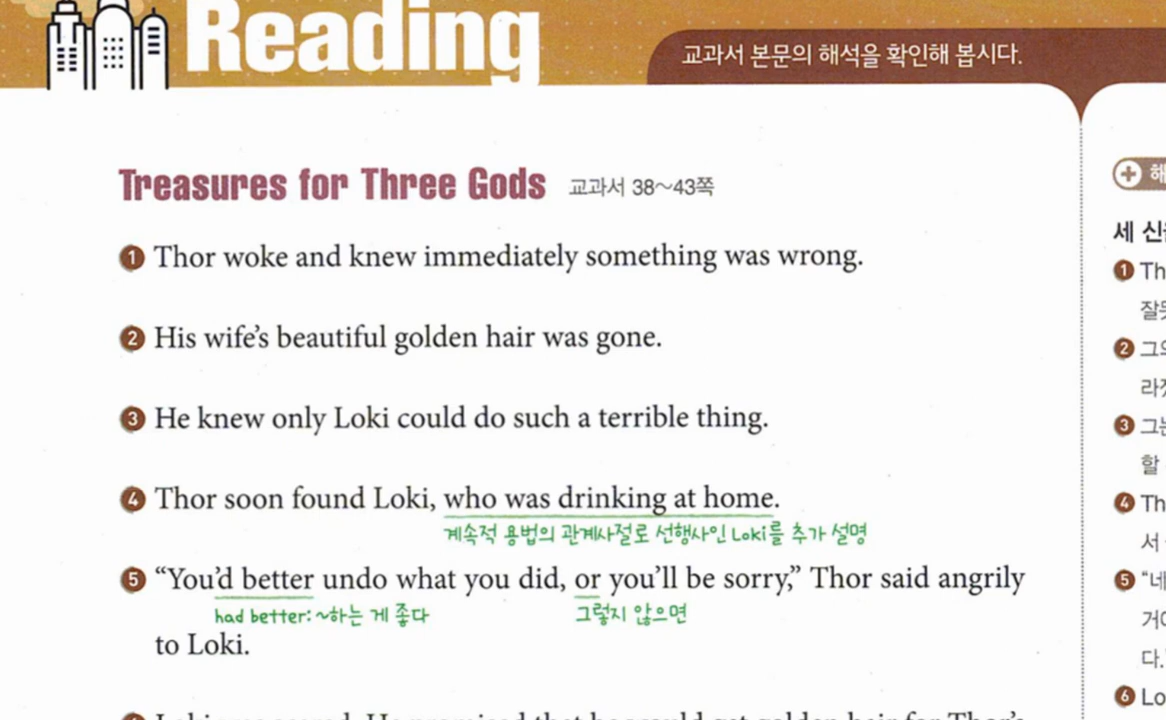 Reading
교과서 본문의 해석을 확인해 봅시다.
Treasures for Three Gods 교과서 38~43쪽
1 Thor woke and knew immediately something was wrong.
2 His wife's beautiful golden hair was gone.
3 He knew only Loki could do such a terrible thing.
4 Thor soon found Loki, who was drinking at home.
계속적 용법의 관계사절로 선행사인 Loki를 추가 설명
5 “You'd better undo what you did, or you'll be sorry,” Thor said angrily
had better: ~하는 게 좋다 그렇지 않으면
to Loki.
세
1 Th
2
3
4 Th
서
5
6 Lo